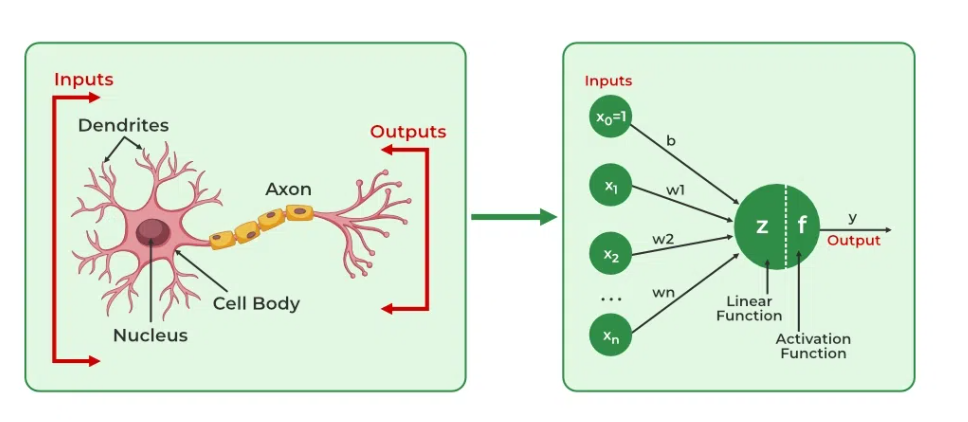 Inputs
Dendrites
Outputs
Axon
Cell Body
Nucleus
Inputs
x₀=1
b
x₁
w1
x₂
w2
...
wn
xₙ
z
f
y
Output
Linear
Function
Activation
Function